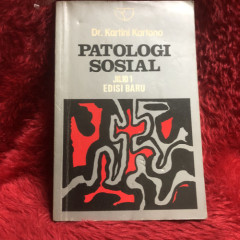 Dr. Kartini Kartono
PATOLOGI
SOSIAL
JILID 1
EDISI BARU